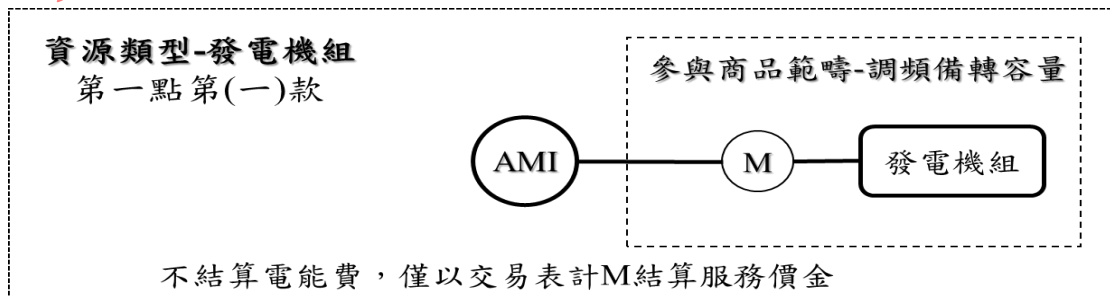 資源類型-發電機組
第一點第(一)款
參與商品範疇-調頻備轉容量
AMI
M
發電機組
不結算電能費，僅以交易表計M結算服務價金